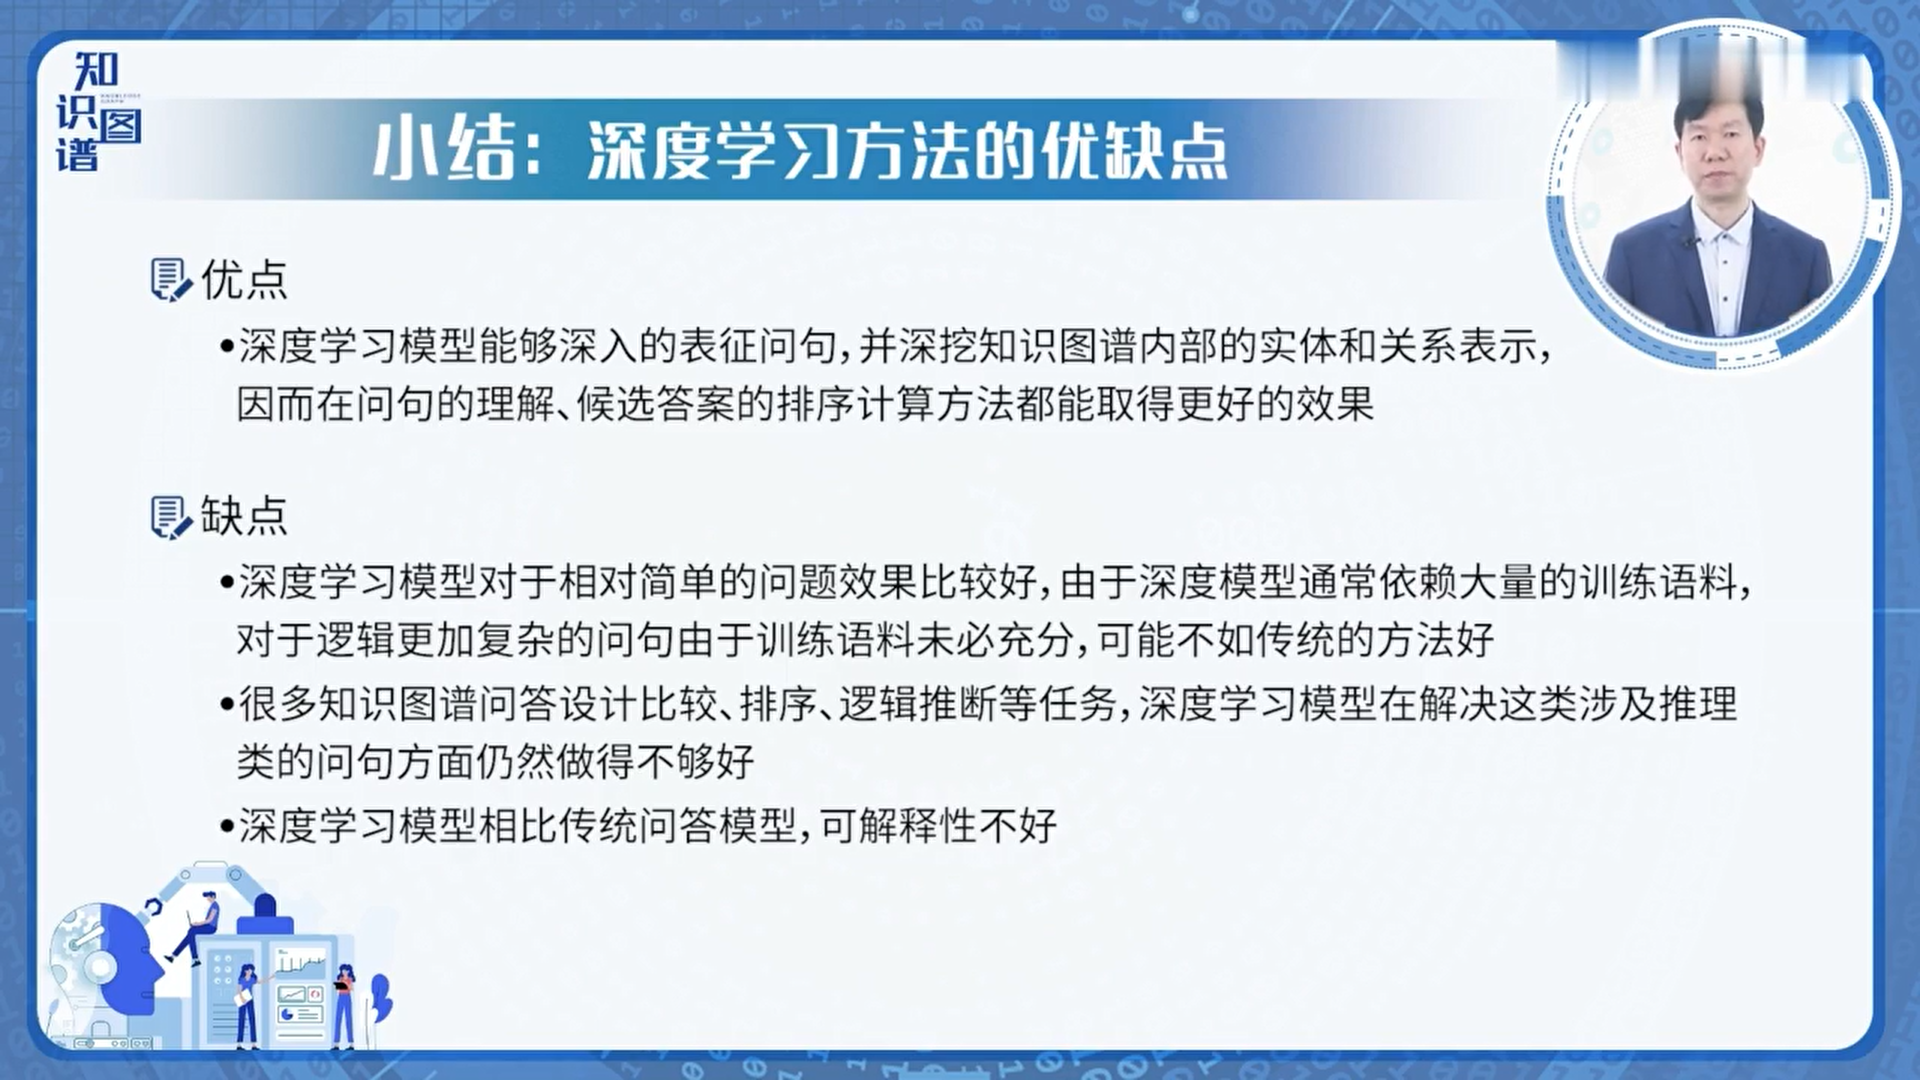 知
识图
谱
小结：深度学习方法的优缺点
优点
•深度学习模型能够深入的表征问句，并深挖知识图谱内部的实体和关系表示，
因而在问句的理解、候选答案的排序计算方法都能取得更好的效果
缺点
•深度学习模型对于相对简单的问题效果比较好，由于深度模型通常依赖大量的训练语料，
对于逻辑更加复杂的问句由于训练语料未必充分，可能不如传统的方法好
•很多知识图谱问答设计比较、排序、逻辑推断等任务，深度学习模型在解决这类涉及推理
类的问句方面仍然做得不够好
•深度学习模型相比传统问答模型，可解释性不好